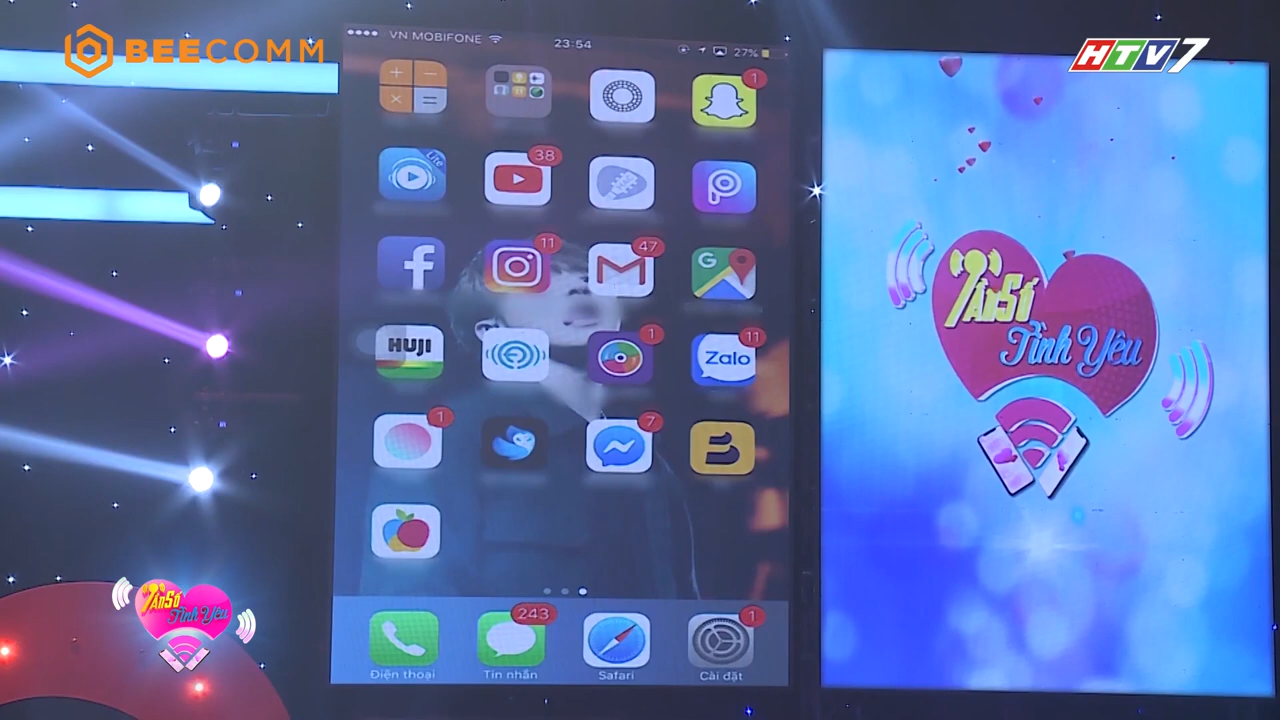 BEECOMM
HTV7
VN MOBIFONE
23:54
27%
1
Lite
38
11
47
G
HUJI
1
Zalo
11
1
7
243
1
Điện thoại
Tin nhắn
Safari
Cài đặt
Tần Số
Tình Yêu
Tần Số
Tình Yêu